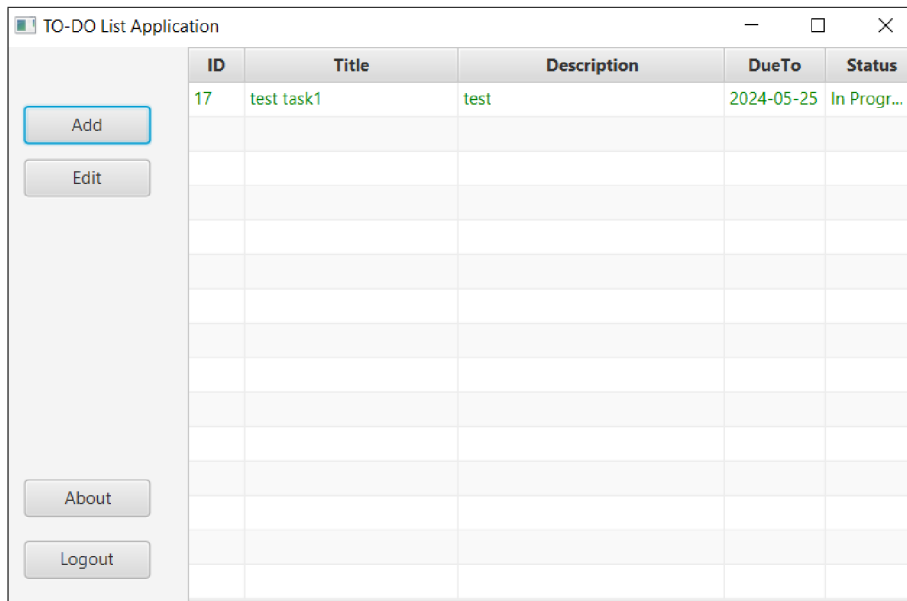 TO-DO List Application
ID Title Description DueTo Status
17 test task1 test 2024-05-25 In Progr...
Add
Edit
About
Logout